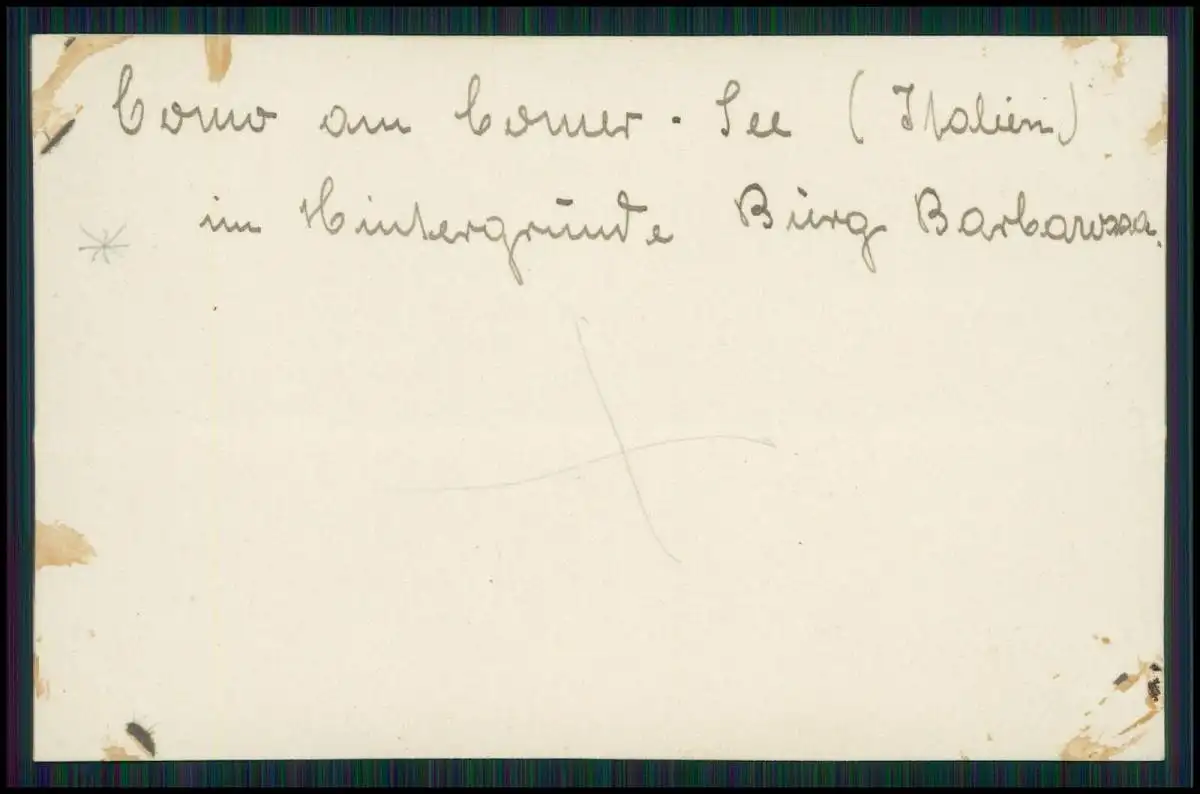 Como am Comer-See (Italien)
im Hintergrunde Burg Barbarossa.